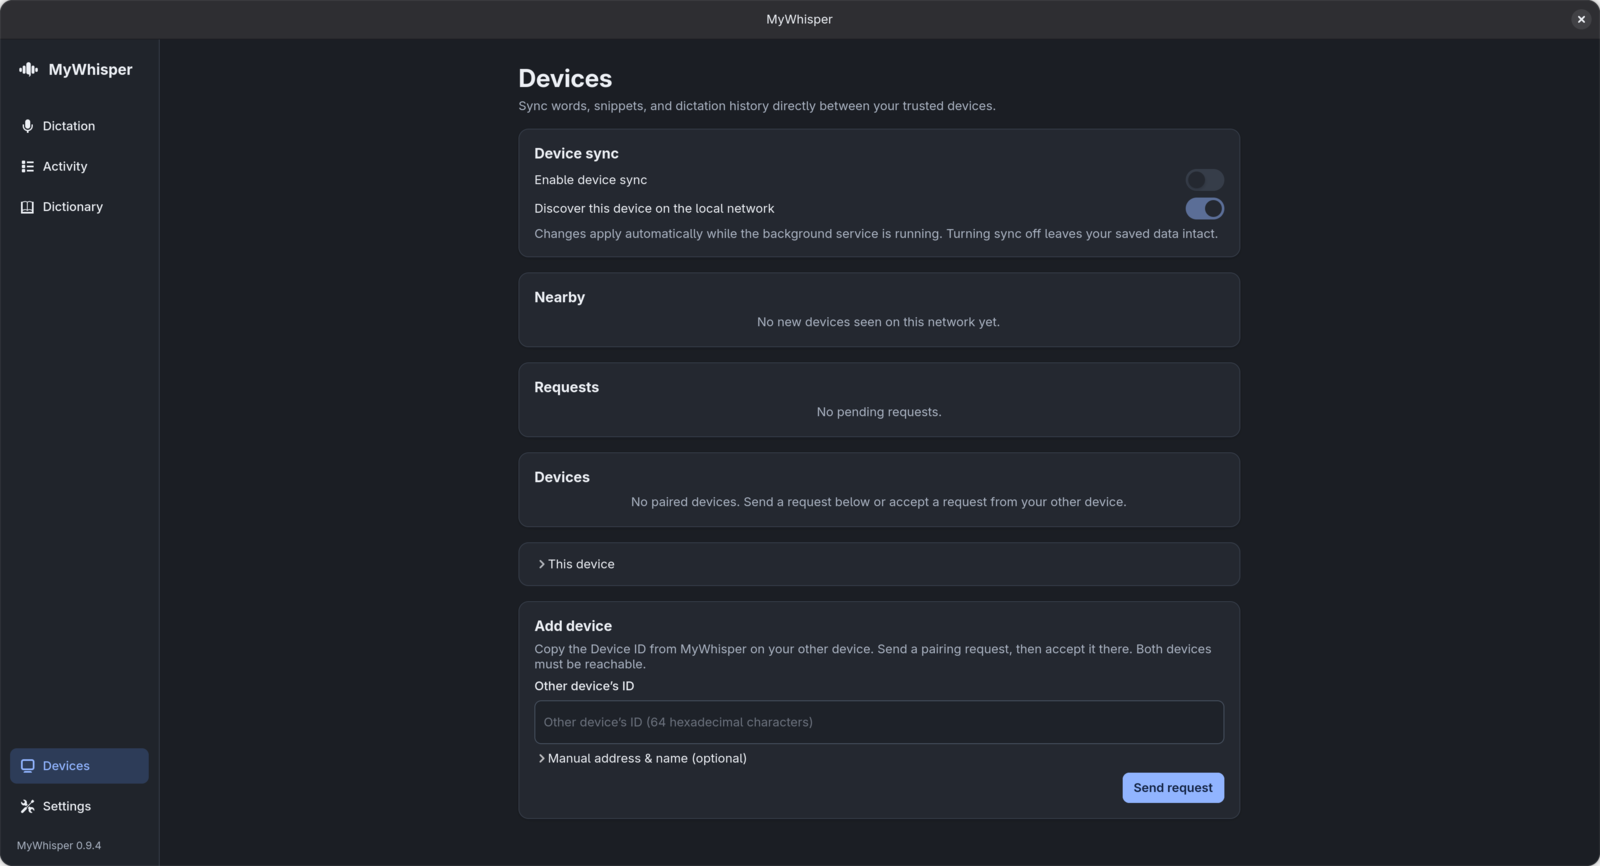 MyWhisper
MyWhisper
Dictation
Activity
Dictionary
Devices
Settings
MyWhisper 0.9.4
Devices
Sync words, snippets, and dictation history directly between your trusted devices.
Device sync
Enable device sync
Discover this device on the local network
Changes apply automatically while the background service is running. Turning sync off leaves your saved data intact.
Nearby
No new devices seen on this network yet.
Requests
No pending requests.
Devices
No paired devices. Send a request below or accept a request from your other device.
This device
Add device
Copy the Device ID from MyWhisper on your other device. Send a pairing request, then accept it there. Both devices
must be reachable.
Other device’s ID
Other device’s ID (64 hexadecimal characters)
Manual address & name (optional)
Send request